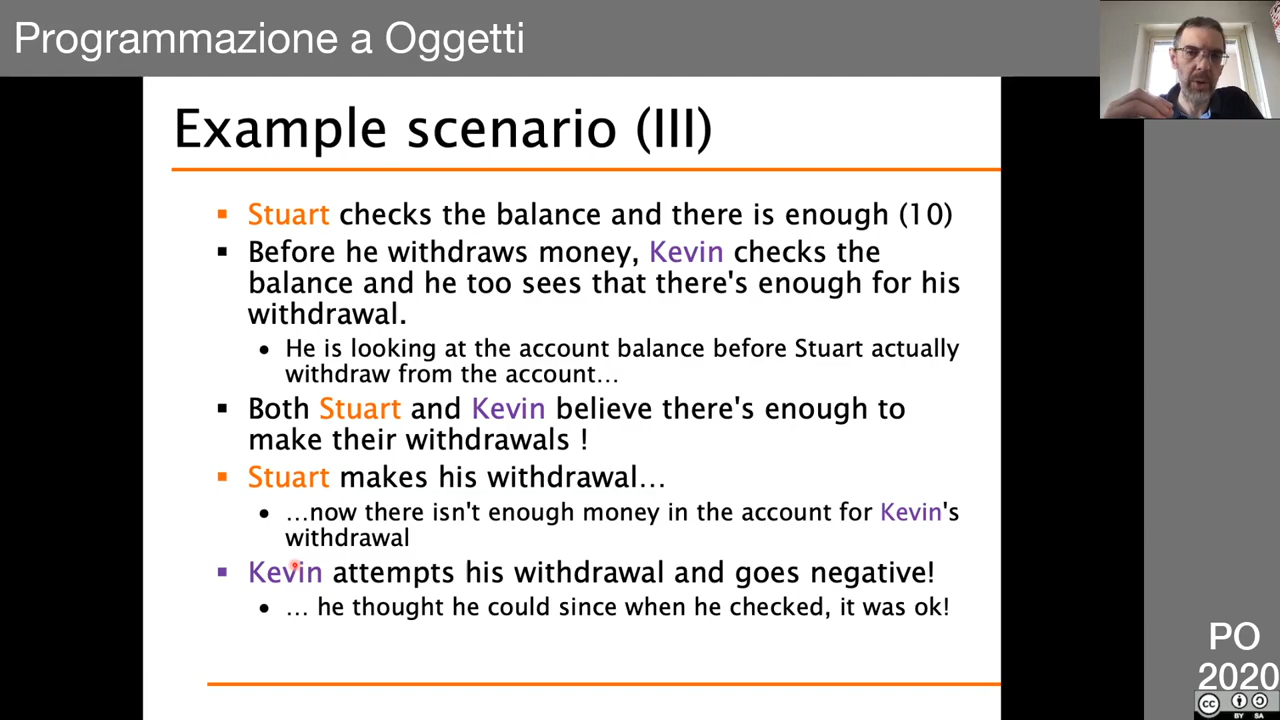 Programmazione a Oggetti
Example scenario (III)
Stuart checks the balance and there is enough (10)
Before he withdraws money, Kevin checks the
balance and he too sees that there's enough for his
withdrawal.
He is looking at the account balance before Stuart actually
withdraw from the account…
Both Stuart and Kevin believe there's enough to
make their withdrawals !
Stuart makes his withdrawal…
…now there isn't enough money in the account for Kevin's
withdrawal
Kevin attempts his withdrawal and goes negative!
… he thought he could since when he checked, it was ok!
PO
2020
cc
BY SA